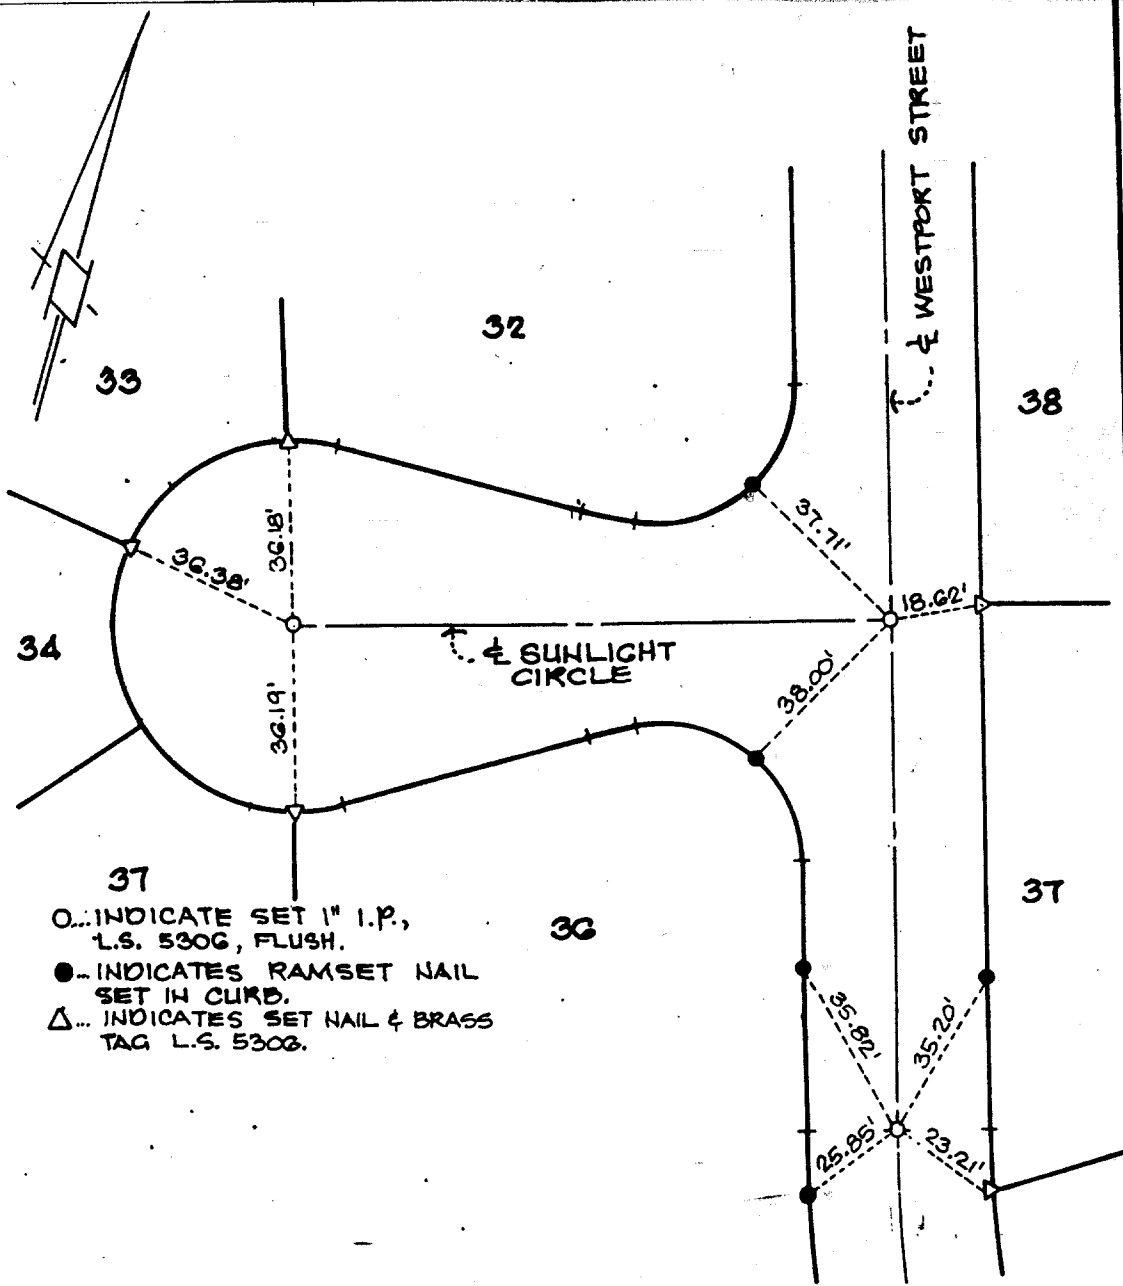 ℄ WESTPORT STREET
32
33
38
37.71'
36.18'
36.38'
18.62'
34
℄ SUNLIGHT
CIRCLE
38.00'
36.19'
37
37
O... INDICATE SET 1" I.P.,
L.S. 5306, FLUSH.
36
●... INDICATES RAMSET NAIL
SET IN CURB.
△... INDICATES SET NAIL & BRASS
TAG L.S. 5306.
35.82'
35.20'
25.85'
23.21'